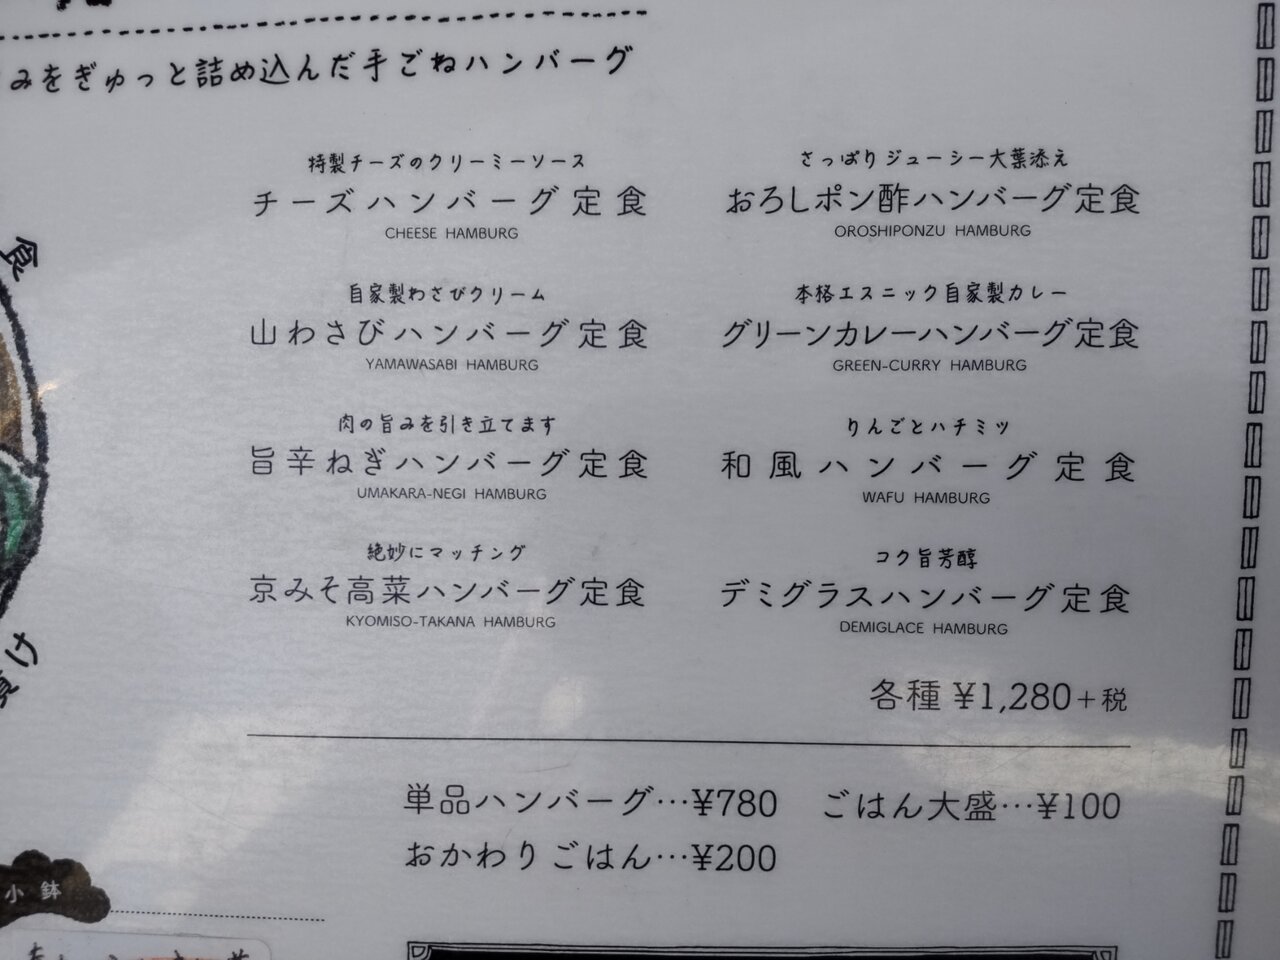 みをぎゅっと詰め込んだ手ごねハンバーグ
特製チーズのクリーミーソース
チーズハンバーグ定食
CHEESE HAMBURG
自家製わさびクリーム
山わさびハンバーグ定食
YAMAWASABI HAMBURG
肉の旨みを引き立てます
旨辛ねぎハンバーグ定食
UMAKARA-NEGI HAMBURG
絶妙にマッチング
京みそ高菜ハンバーグ定食
KYOMISO-TAKANA HAMBURG
さっぱりジューシー大葉添え
おろしポン酢ハンバーグ定食
OROSHIPONZU HAMBURG
本格エスニック自家製カレー
グリーンカレーハンバーグ定食
GREEN-CURRY HAMBURG
りんごとハチミツ
和風ハンバーグ定食
WAFU HAMBURG
コク旨芳醇
デミグラスハンバーグ定食
DEMIGLACE HAMBURG
各種 ¥1,280+税
単品ハンバーグ…¥780 ごはん大盛…¥100
おかわりごはん…¥200
食
け
小鉢